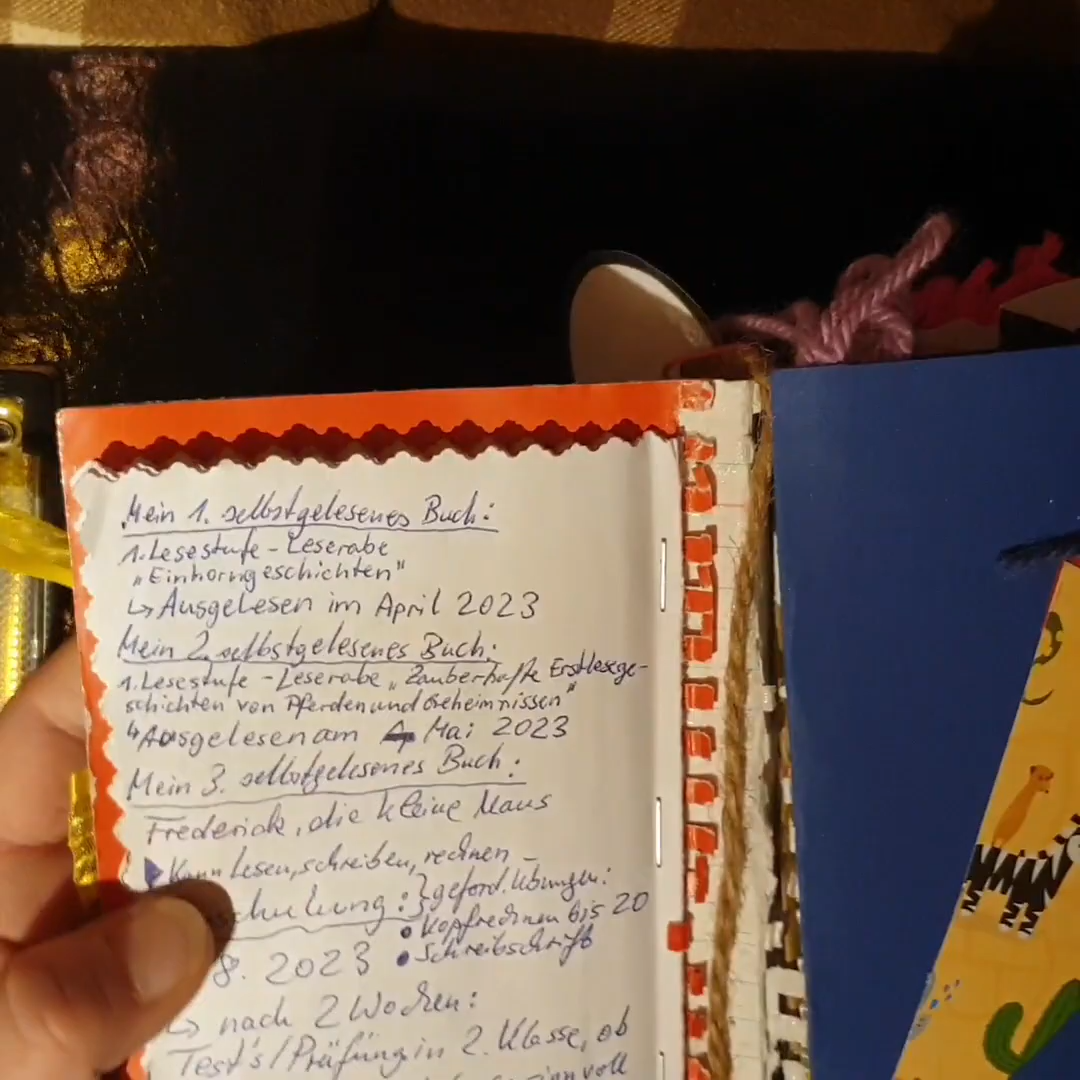 Mein 1. selbstgelesenes Buch:
1. Lesestufe - Leserabe
„Einhorngeschichten"
↳ Ausgelesen im April 2023
Mein 2. selbstgelesenes Buch:
1. Lesestufe - Leserabe „Zauberhafte Erstlesege-
schichten von Pferden und Geheimnissen"
↳ Ausgelesen am Mai 2023
Mein 3. selbstgelesenes Buch:
Frederick, die kleine Maus
Kann lesen, schreiben, rechnen -
schulung: } geford. Übungen:
• Kopfrechnen bis 20
8. 2023 • Schreibschrift
↳ nach 2 Wochen:
Test's/Prüfung in 2. Klasse, ob